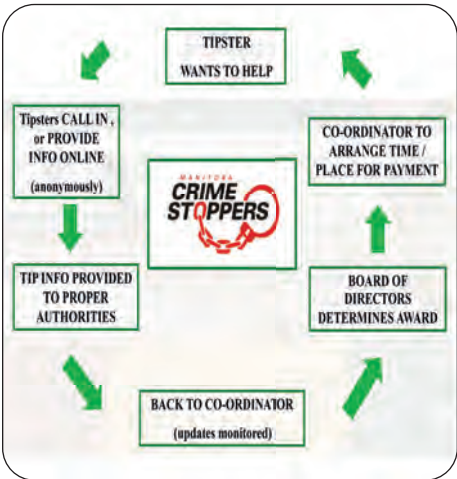 TIPSTER
WANTS TO HELP
Tipsters CALL IN ,
or PROVIDE
INFO ONLINE
(anonymously)
TIP INFO PROVIDED
TO PROPER
AUTHORITIES
BACK TO CO-ORDINATOR
(updates monitored)
BOARD OF
DIRECTORS
DETERMINES AWARD
CO-ORDINATOR TO
ARRANGE TIME /
PLACE FOR PAYMENT
MANITOBA
CRIME
STOPPERS